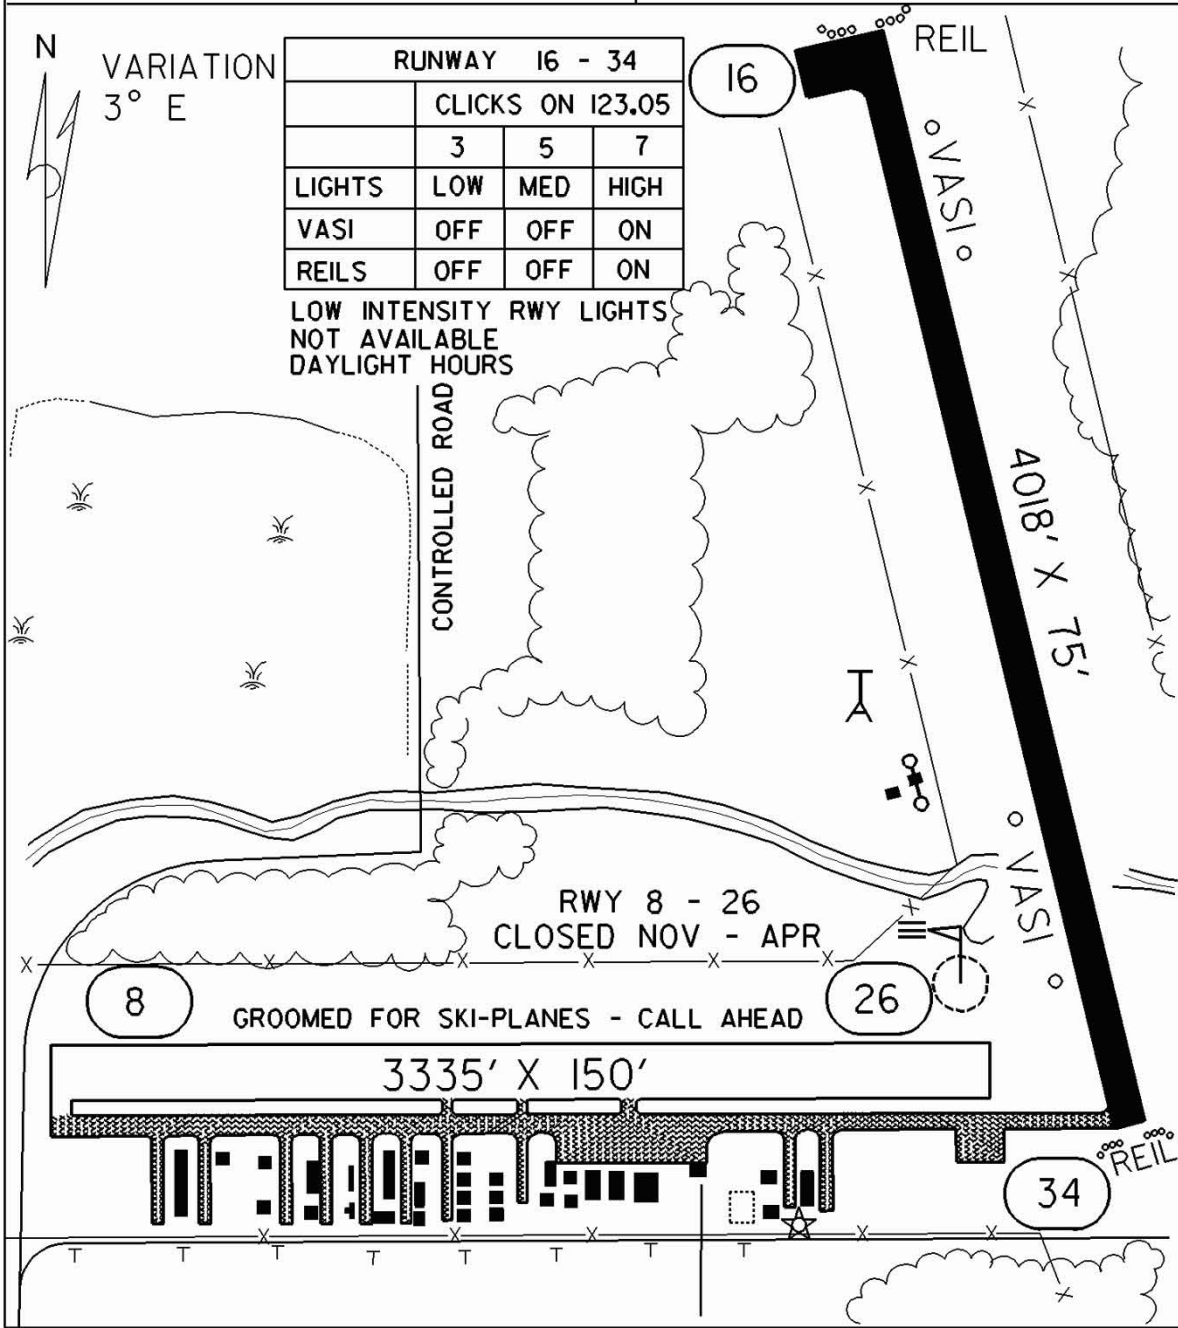 N
VARIATION
3° E
RUNWAY 16 - 34
CLICKS ON 123.05
3 5 7
LIGHTS LOW MED HIGH
VASI OFF OFF ON
REILS OFF OFF ON
LOW INTENSITY RWY LIGHTS
NOT AVAILABLE
DAYLIGHT HOURS
16
REIL
VASI
CONTROLLED ROAD
4018' X 75'
VASI
RWY 8 - 26
CLOSED NOV - APR
8
26
GROOMED FOR SKI-PLANES - CALL AHEAD
3335' X 150'
REIL
34
T T T T T T T T